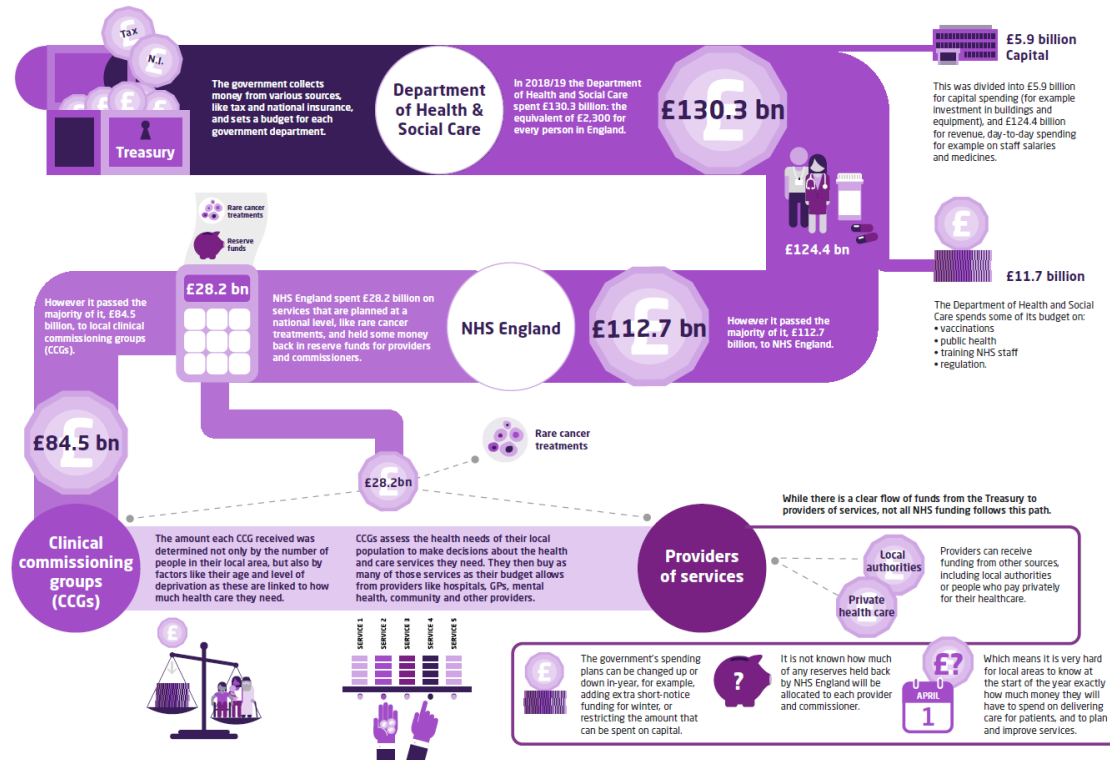 Tax
N.I.
Treasury
The government collects
money from various sources,
like tax and national insurance,
and sets a budget for each
government department.
Department
of Health &
Social Care
In 2018/19 the Department
of Health and Social Care
spent £130.3 billion: the
equivalent of £2,300 for
every person in England.
£130.3 bn
£5.9 billion
Capital
This was divided into £5.9 billion
for capital spending (for example
investment in buildings and
equipment), and £124.4 billion
for revenue, day-to-day spending
for example on staff salaries
and medicines.
£124.4 bn
£
£11.7 billion
The Department of Health and Social
Care spends some of its budget on:
• vaccinations
• public health
• training NHS staff
• regulation.
However it passed the
majority of it, £112.7
billion, to NHS England.
£112.7 bn
NHS England
NHS England spent £28.2 billion on
services that are planned at a
national level, like rare cancer
treatments, and held some money
back in reserve funds for providers
and commissioners.
Rare cancer
treatments
Reserve
funds
£28.2 bn
However it passed the
majority of it, £84.5
billion, to local clinical
commissioning groups
(CCGs).
£84.5 bn
£28.2bn
Rare cancer
treatments
Clinical
commissioning
groups
(CCGs)
The amount each CCG received was
determined not only by the number of
people in their local area, but also by
factors like their age and level of
deprivation as these are linked to how
much health care they need.
£
CCGs assess the health needs of their local
population to make decisions about the health
and care services they need. They then buy as
many of those services as their budget allows
from providers like hospitals, GPs, mental
health, community and other providers.
SERVICE 1
SERVICE 2
SERVICE 3
SERVICE 4
SERVICE 5
Providers
of services
While there is a clear flow of funds from the Treasury to
providers of services, not all NHS funding follows this path.
Local
authorities
Private
health care
Providers can receive
funding from other sources,
including local authorities
or people who pay privately
for their healthcare.
£
The government's spending
plans can be changed up or
down in-year, for example,
adding extra short-notice
funding for winter, or
restricting the amount that
can be spent on capital.
?
It is not known how much
of any reserves held back
by NHS England will be
allocated to each provider
and commissioner.
£?
APRIL
1
Which means it is very hard
for local areas to know at
the start of the year exactly
how much money they will
have to spend on delivering
care for patients, and to plan
and improve services.